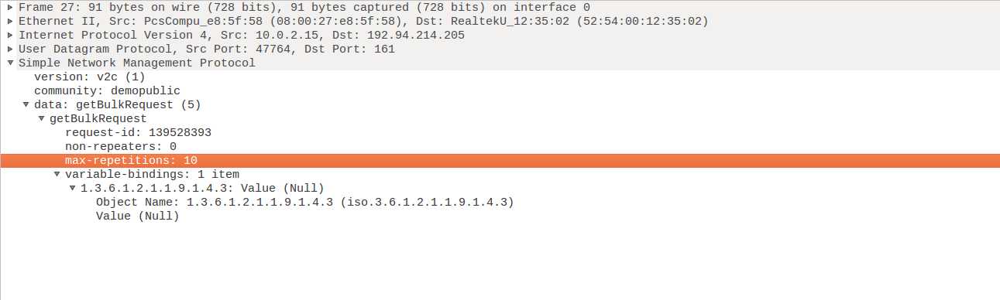 Frame 27: 91 bytes on wire (728 bits), 91 bytes captured (728 bits) on interface 0
Ethernet II, Src: PcsCompu_e8:5f:58 (08:00:27:e8:5f:58), Dst: RealtekU_12:35:02 (52:54:00:12:35:02)
Internet Protocol Version 4, Src: 10.0.2.15, Dst: 192.94.214.205
User Datagram Protocol, Src Port: 47764, Dst Port: 161
Simple Network Management Protocol
version: v2c (1)
community: demopublic
data: getBulkRequest (5)
getBulkRequest
request-id: 139528393
non-repeaters: 0
max-repetitions: 10
variable-bindings: 1 item
1.3.6.1.2.1.1.9.1.4.3: Value (Null)
Object Name: 1.3.6.1.2.1.1.9.1.4.3 (iso.3.6.1.2.1.1.9.1.4.3)
Value (Null)